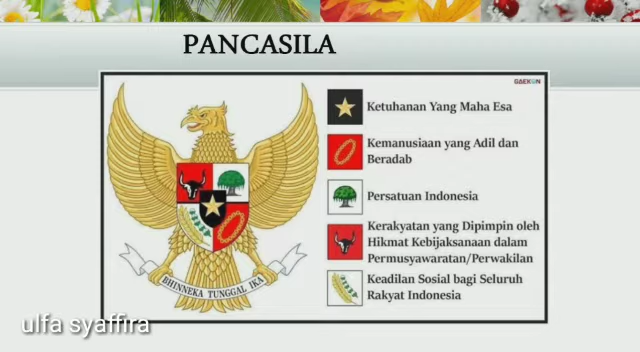 PANCASILA
GAEKON
Ketuhanan Yang Maha Esa
Kemanusiaan yang Adil dan
Beradab
Persatuan Indonesia
Kerakyatan yang Dipimpin oleh
Hikmat Kebijaksanaan dalam
Permusyawaratan/Perwakilan
Keadilan Sosial bagi Seluruh
Rakyat Indonesia
BHINNEKA TUNGGAL IKA
ulfa syaffira